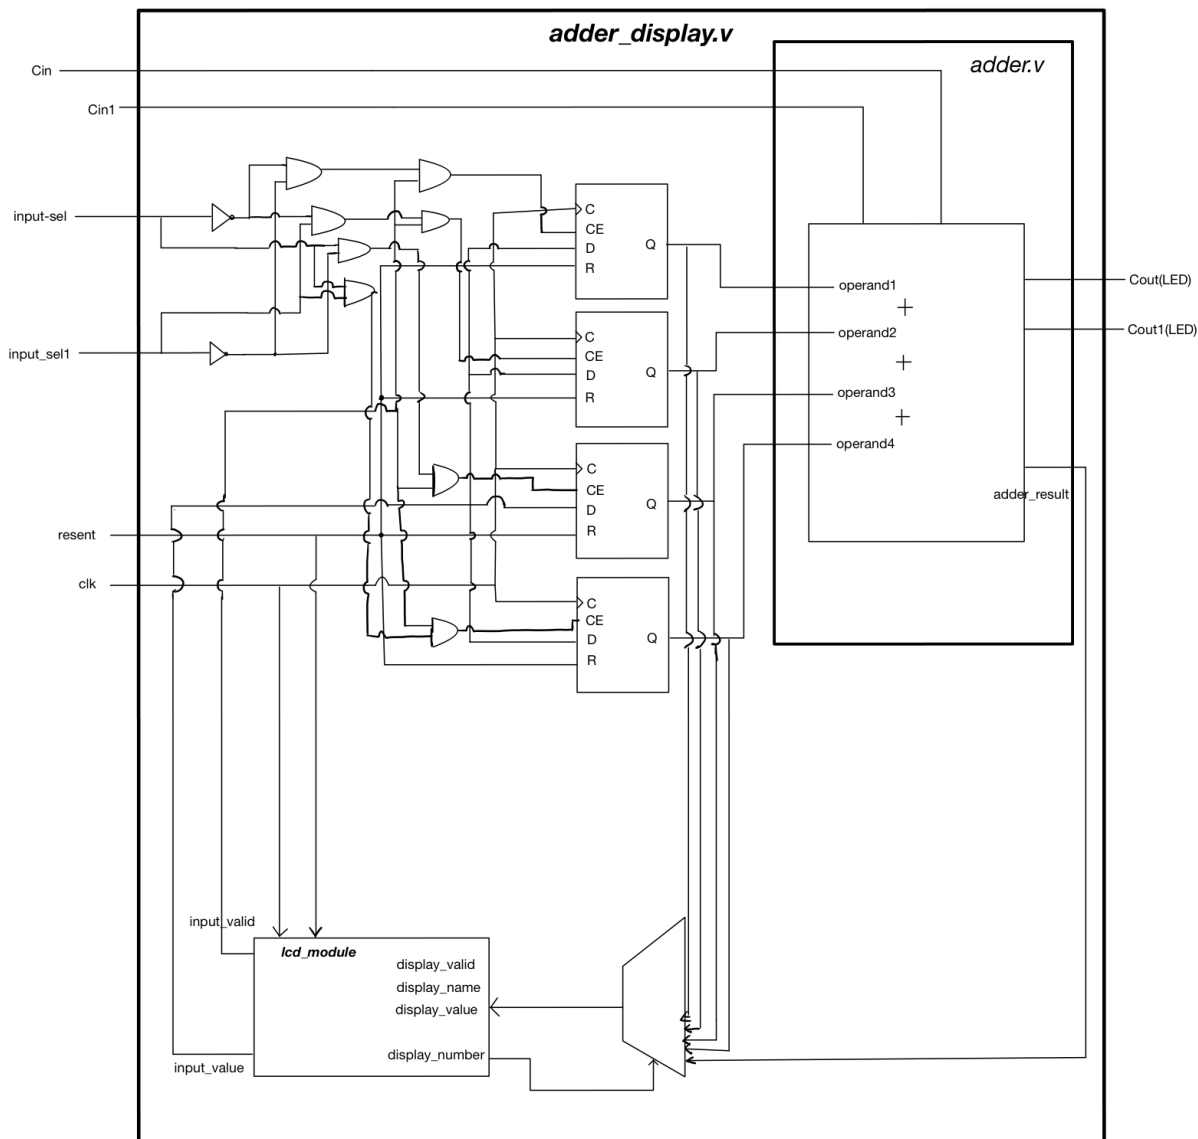 adder_display.v
adder.v
Cin
Cin1
input-sel
input_sel1
C
CE
D
R
Q
C
CE
D
R
Q
C
CE
D
R
Q
C
CE
D
R
Q
operand1
+
operand2
+
operand3
+
operand4
Cout(LED)
Cout1(LED)
adder_result
resent
clk
input_valid
lcd_module
display_valid
display_name
display_value
display_number
input_value